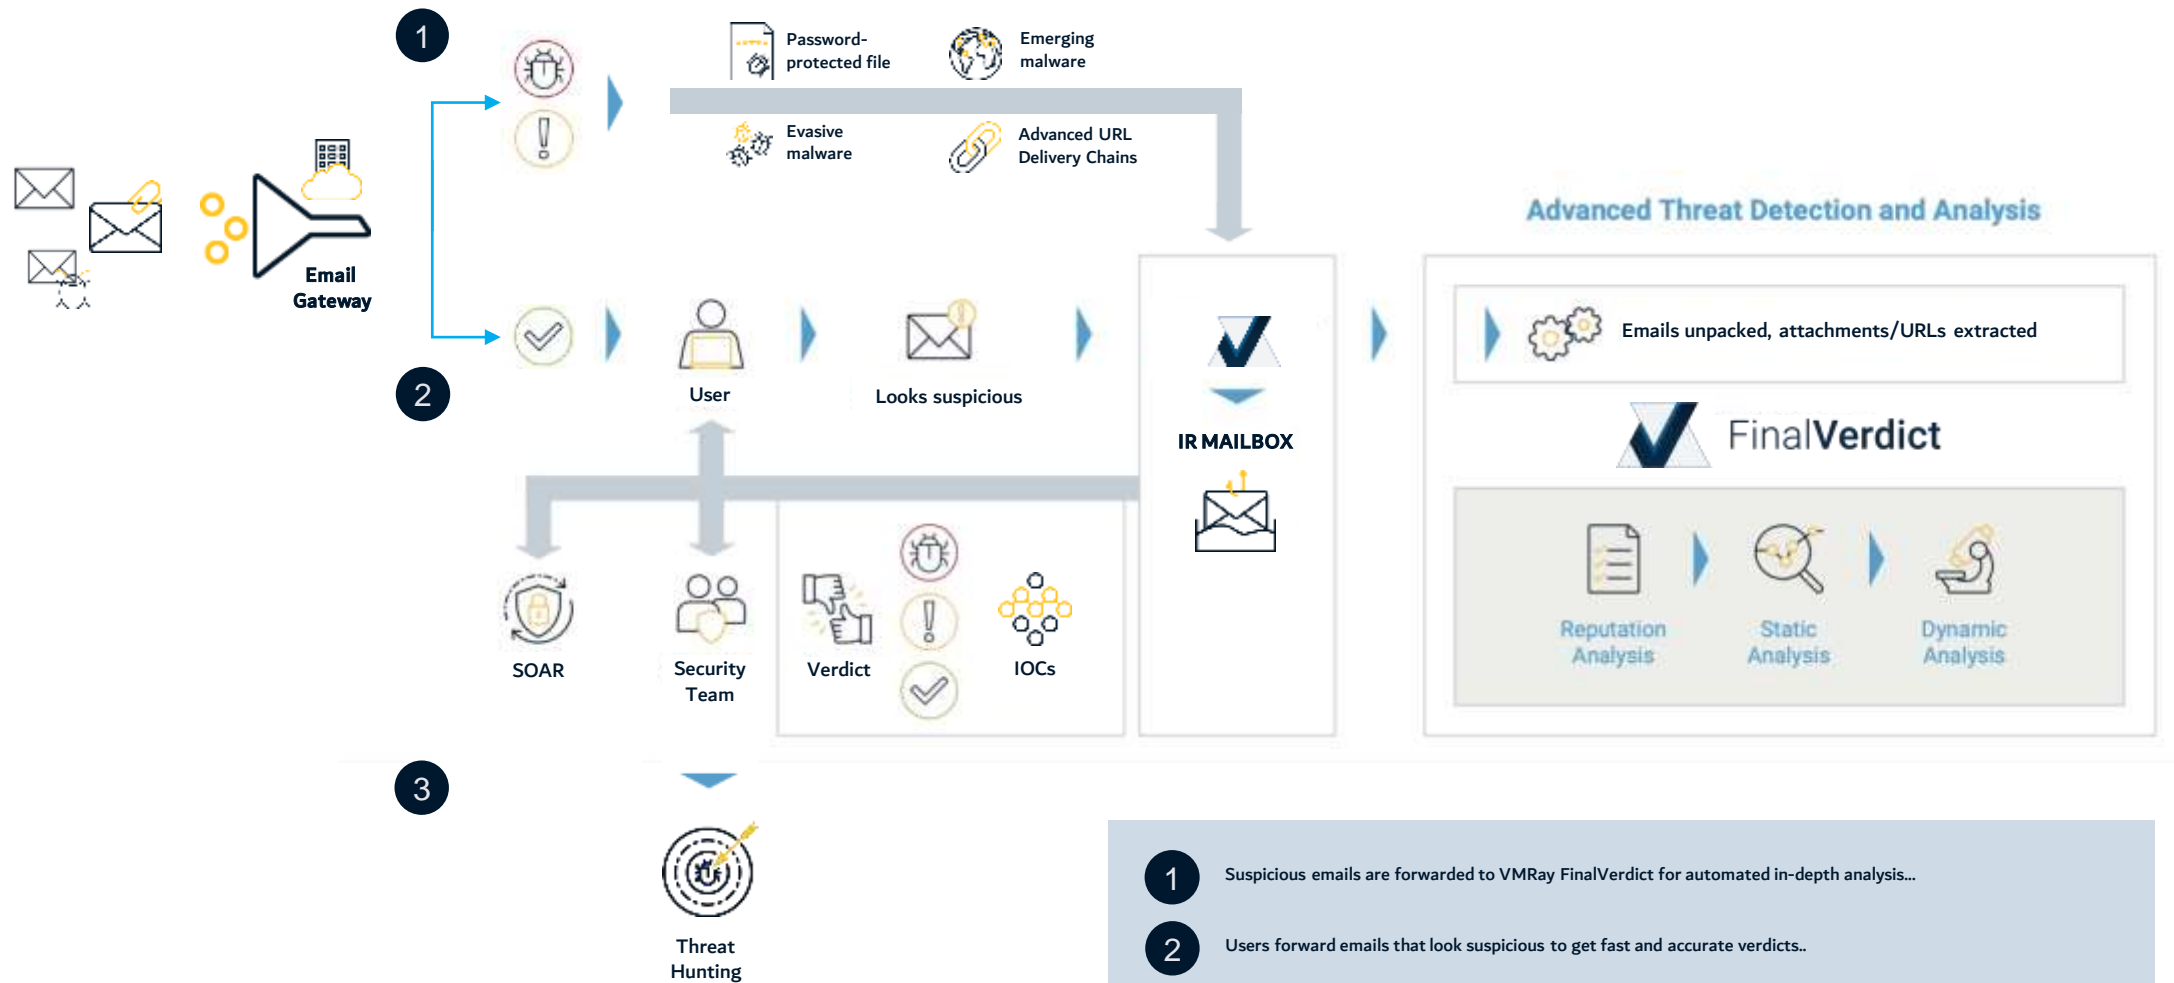 1
Password-
protected file
Emerging
malware
Evasive
malware
Advanced URL
Delivery Chains
Email
Gateway
Advanced Threat Detection and Analysis
Emails unpacked, attachments/URLs extracted
2
User
Looks suspicious
IR MAILBOX
FinalVerdict
SOAR
Security
Team
Verdict
IOCs
Reputation
Analysis
Static
Analysis
Dynamic
Analysis
3
Threat
Hunting
1
Suspicious emails are forwarded to VMRay FinalVerdict for automated in-depth analysis...
2
Users forward emails that look suspicious to get fast and accurate verdicts..